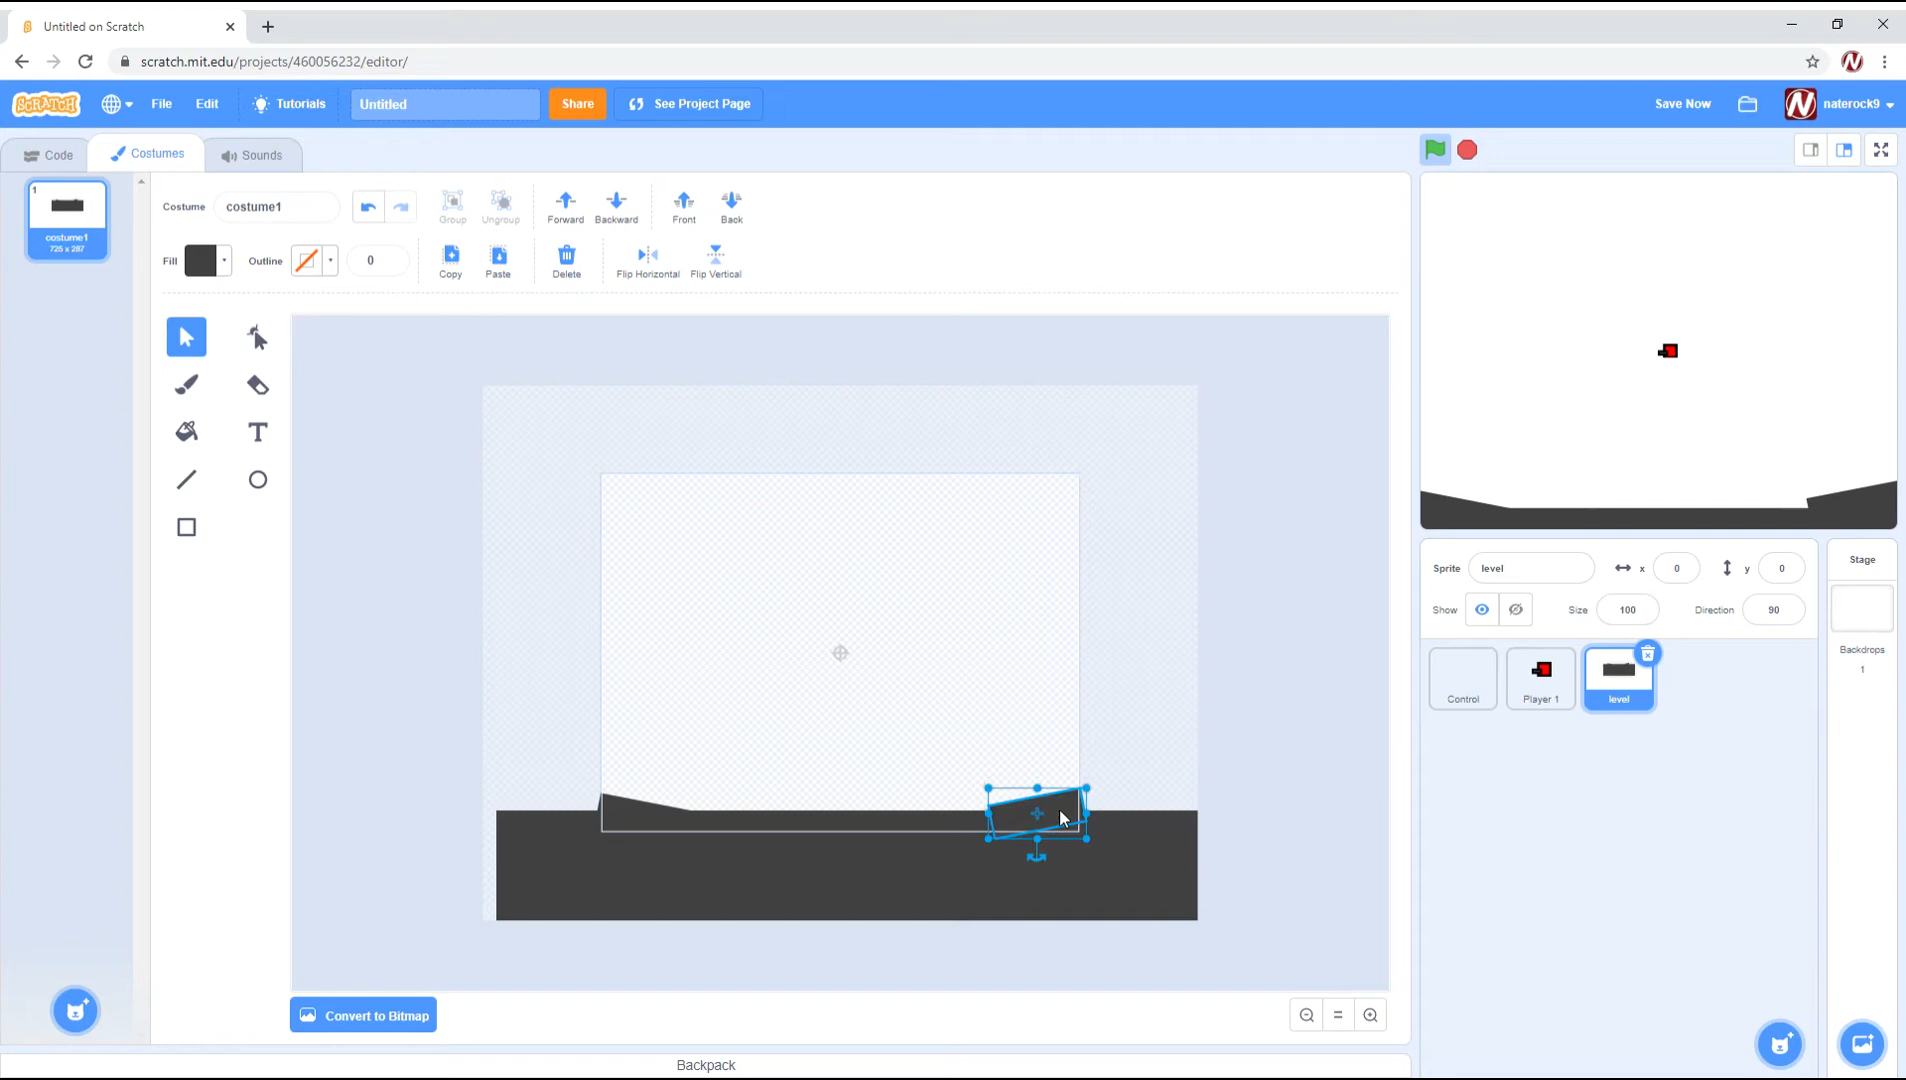 Untitled on Scratch
scratch.mit.edu/projects/460056232/editor/
SCRATCH
File
Edit
Tutorials
Untitled
Share
See Project Page
Save Now
naterock9
Code
Costumes
Sounds
1
costume1
725 x 287
Costume
costume1
Group
Ungroup
Forward
Backward
Front
Back
Fill
Outline
0
Copy
Paste
Delete
Flip Horizontal
Flip Vertical
T
Convert to Bitmap
Backpack
Sprite
level
x
0
y
0
Show
Size
100
Direction
90
Control
Player 1
level
Stage
Backdrops
1